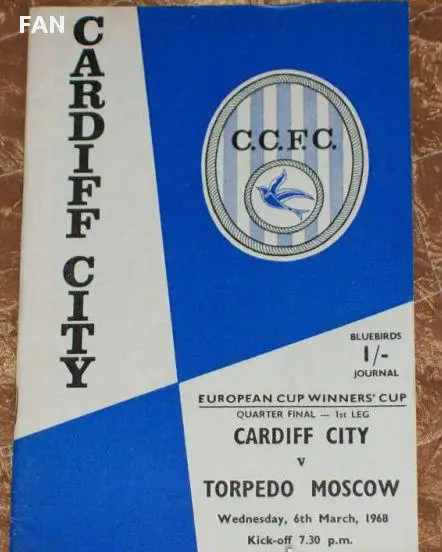 FAN
CARDIFF CITY
C.C.F.C.
BLUEBIRDS
1/-
JOURNAL
EUROPEAN CUP WINNERS' CUP
QUARTER FINAL — 1st LEG
CARDIFF CITY
v
TORPEDO MOSCOW
Wednesday, 6th March, 1968
Kick-off 7.30 p.m.